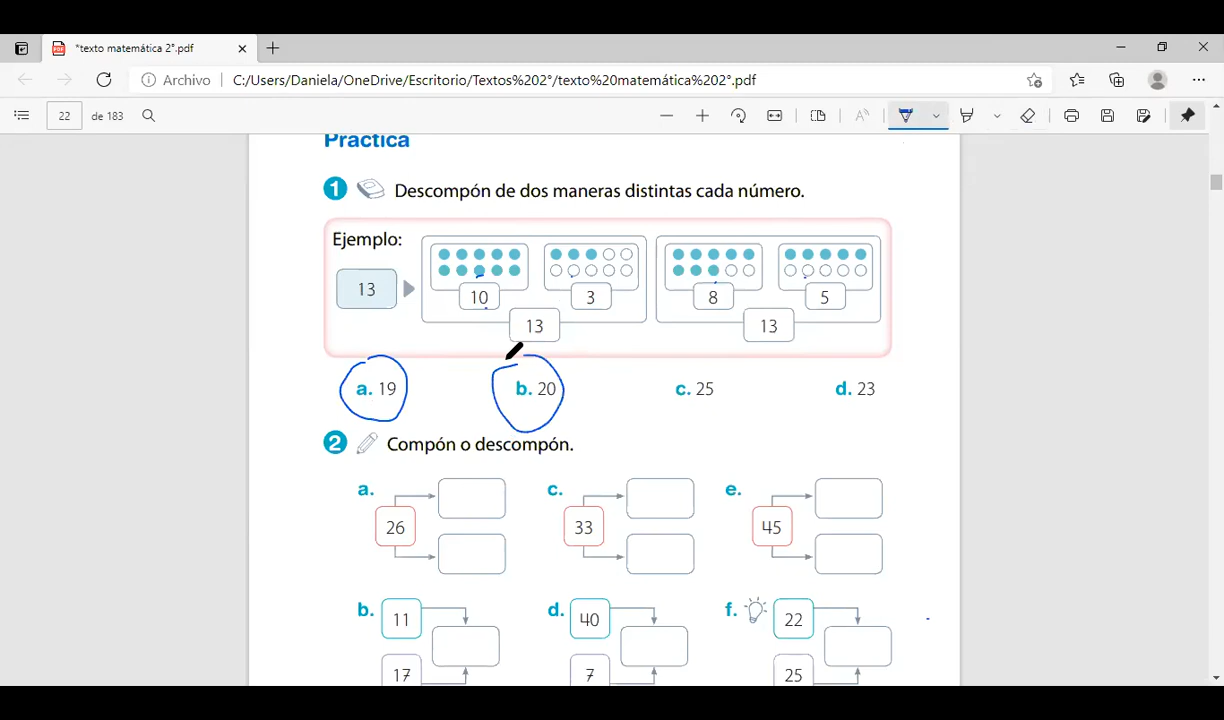 *texto matemática 2°.pdf
Archivo C:/Users/Daniela/OneDrive/Escritorio/Textos%202°/texto%20matemática%202°.pdf
22 de 183
Practica
1 Descompón de dos maneras distintas cada número.
Ejemplo:
13
10 3 8 5
13 13
a. 19 b. 20 c. 25 d. 23
2 Compón o descompón.
a. c. e.
26 33 45
b. 11 d. 40 f. 22
17 7 25